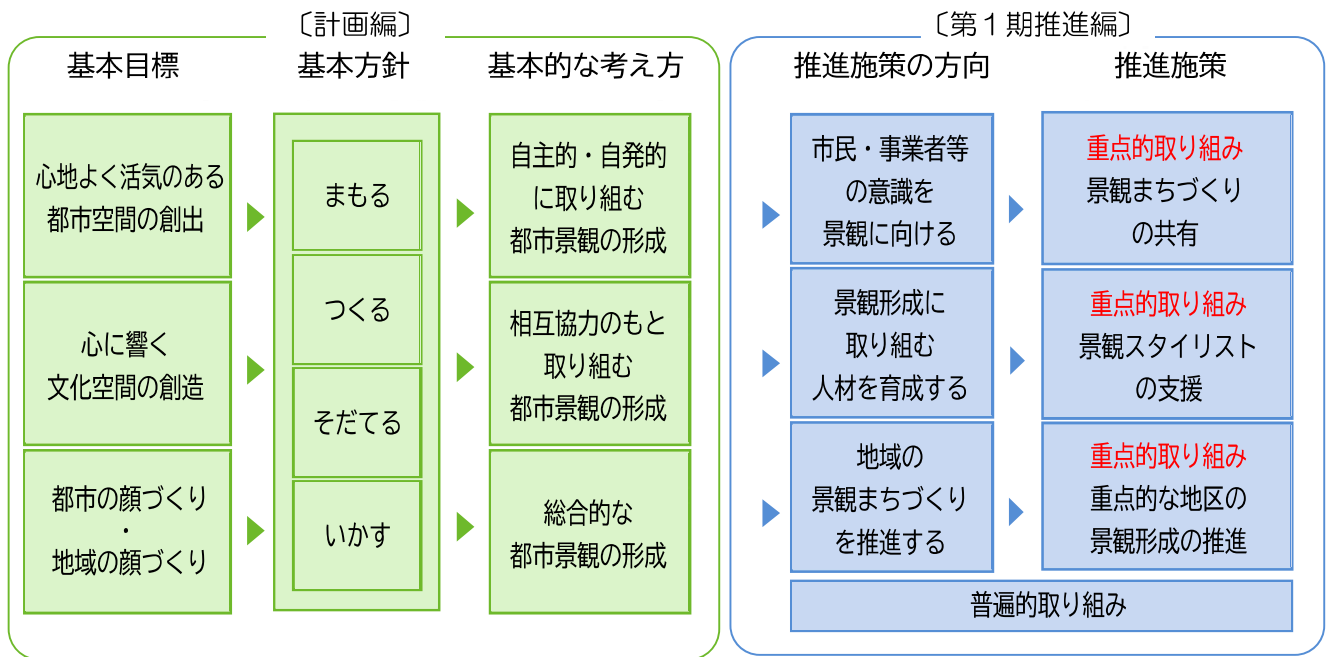 〔計画編〕
基本目標
基本方針
基本的な考え方
心地よく活気のある
都市空間の創出
心に響く
文化空間の創造
都市の顔づくり
・
地域の顔づくり
まもる
つくる
そだてる
いかす
自主的・自発的
に取り組む
都市景観の形成
相互協力のもと
取り組む
都市景観の形成
総合的な
都市景観の形成
〔第１期推進編〕
推進施策の方向
推進施策
市民・事業者等
の意識を
景観に向ける
重点的取り組み
景観まちづくり
の共有
景観形成に
取り組む
人材を育成する
重点的取り組み
景観スタイリスト
の支援
地域の
景観まちづくり
を推進する
重点的取り組み
重点的な地区の
景観形成の推進
普遍的取り組み